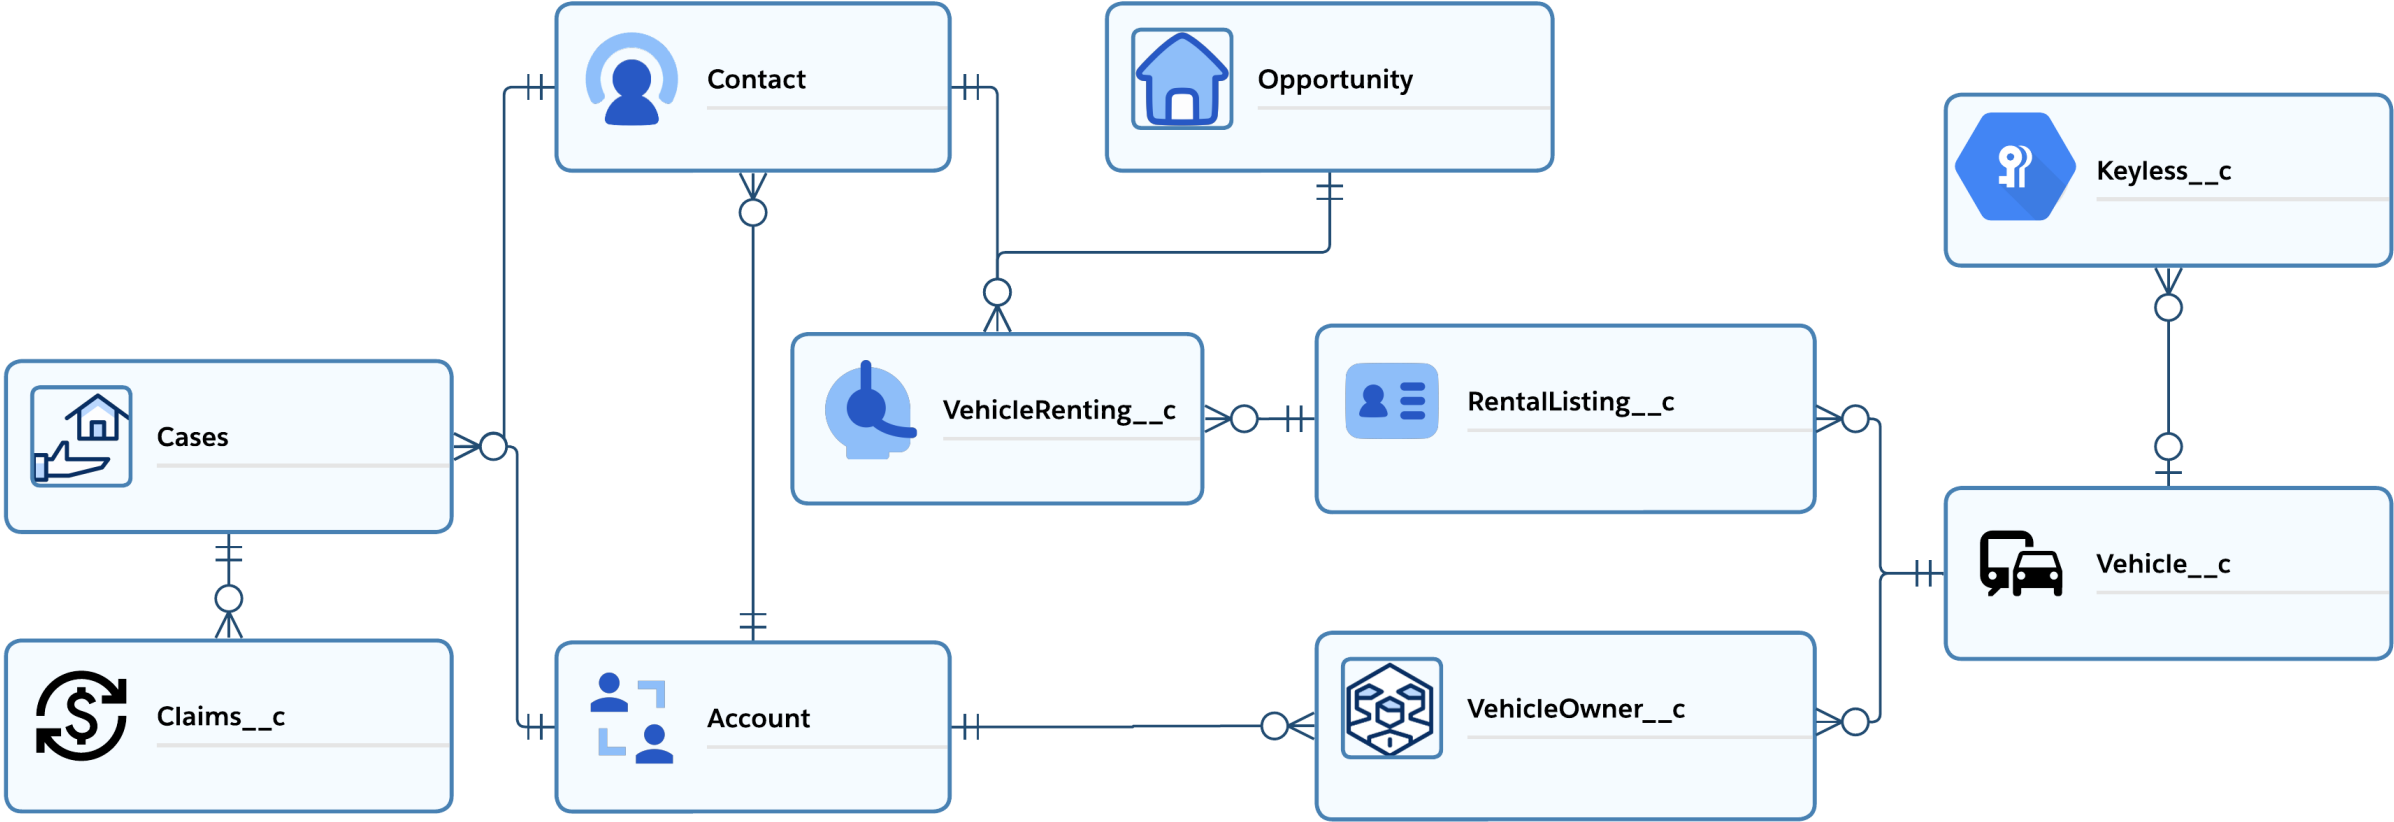 Contact
Opportunity
Keyless__c
Cases
VehicleRenting__c
RentalListing__c
Vehicle__c
Claims__c
Account
VehicleOwner__c